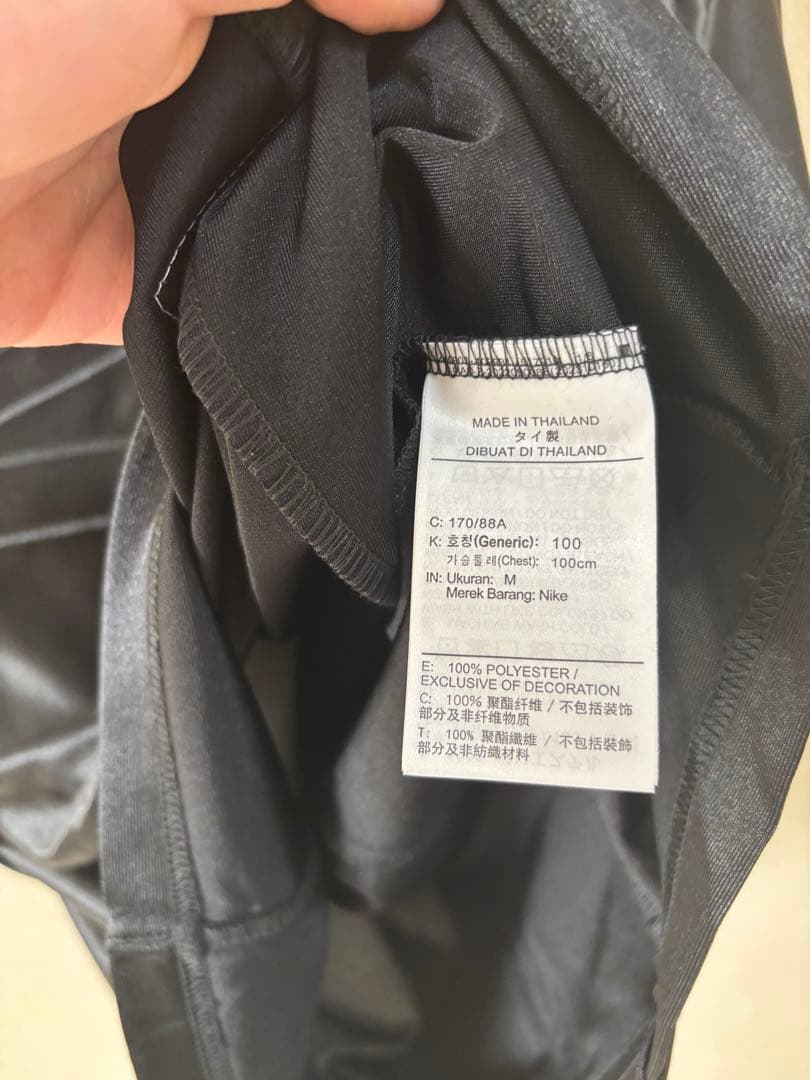 MADE IN THAILAND
タイ製
DIBUAT DI THAILAND
C: 170/88A
K: 호칭(Generic): 100
가슴둘레(Chest): 100cm
IN: Ukuran: M
Merek Barang: Nike
E: 100% POLYESTER /
EXCLUSIVE OF DECORATION
C: 100% 聚酯纤维 / 不包括装饰
部分及非纤维物质
T: 100% 聚酯纖維 / 不包括裝飾
部分及非紡織材料